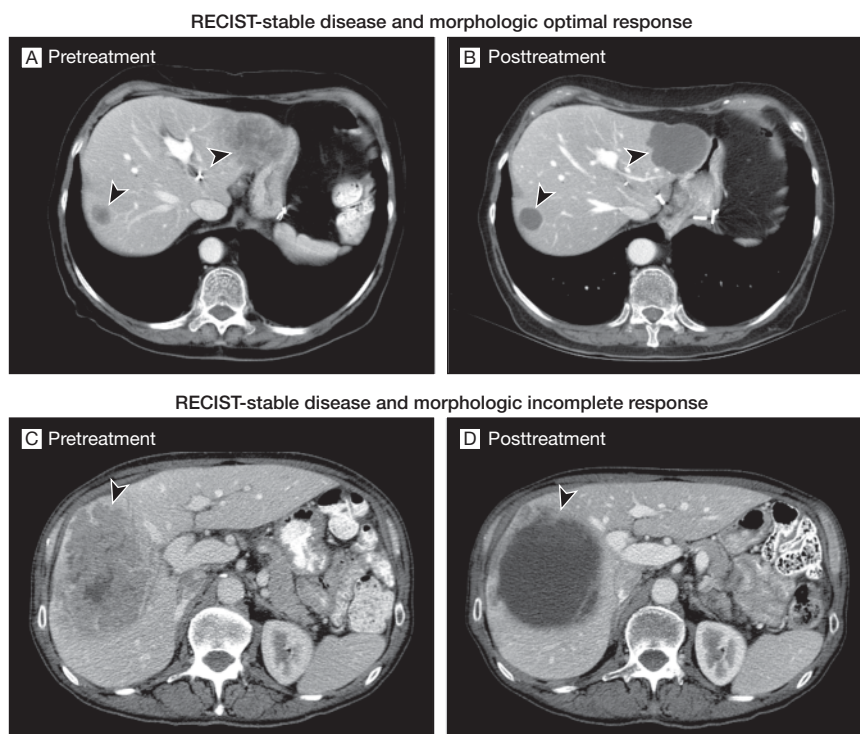 RECIST-stable disease and morphologic optimal response
A Pretreatment
B Posttreatment
RECIST-stable disease and morphologic incomplete response
C Pretreatment
D Posttreatment